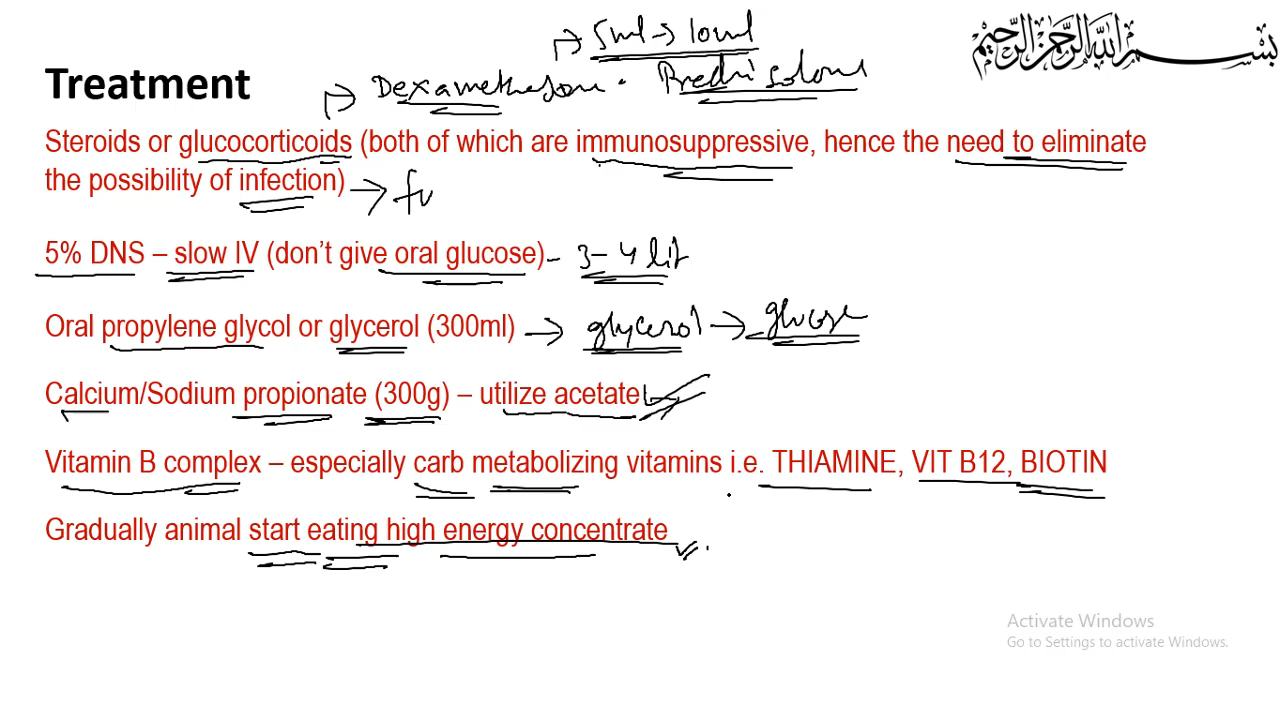 5ml → 10ml
بسم الله الرحمن الرحيم
Treatment
Dexamethasone · Prednisolone
Steroids or glucocorticoids (both of which are immunosuppressive, hence the need to eliminate
the possibility of infection) →
5% DNS – slow IV (don’t give oral glucose) - 3-4 lit
Oral propylene glycol or glycerol (300ml) → glycerol → glucose
Calcium/Sodium propionate (300g) – utilize acetate
Vitamin B complex – especially carb metabolizing vitamins i.e. THIAMINE, VIT B12, BIOTIN
Gradually animal start eating high energy concentrate
Activate Windows
Go to Settings to activate Windows.